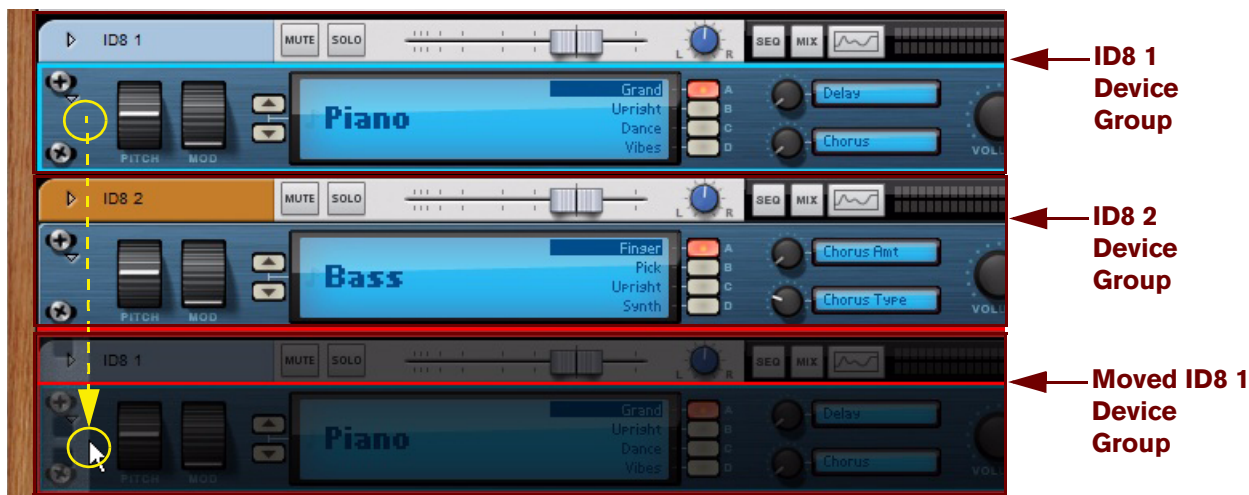 ID8 1
MUTE SOLO
L R
SEQ MIX
ID8 1
Device
Group
Piano
Grand
Upright
Dance
Vibes
A
B
C
D
Delay
Chorus
PITCH MOD
ID8 2
MUTE SOLO
L R
SEQ MIX
ID8 2
Device
Group
Bass
Finger
Pick
Upright
Synth
A
B
C
D
Chorus Amt
Chorus Type
PITCH MOD
ID8 1
MUTE SOLO
L R
SEQ MIX
Moved ID8 1
Device
Group
Piano
Grand
Upright
Dance
Vibes
A
B
C
D
Delay
Chorus
PITCH MOD